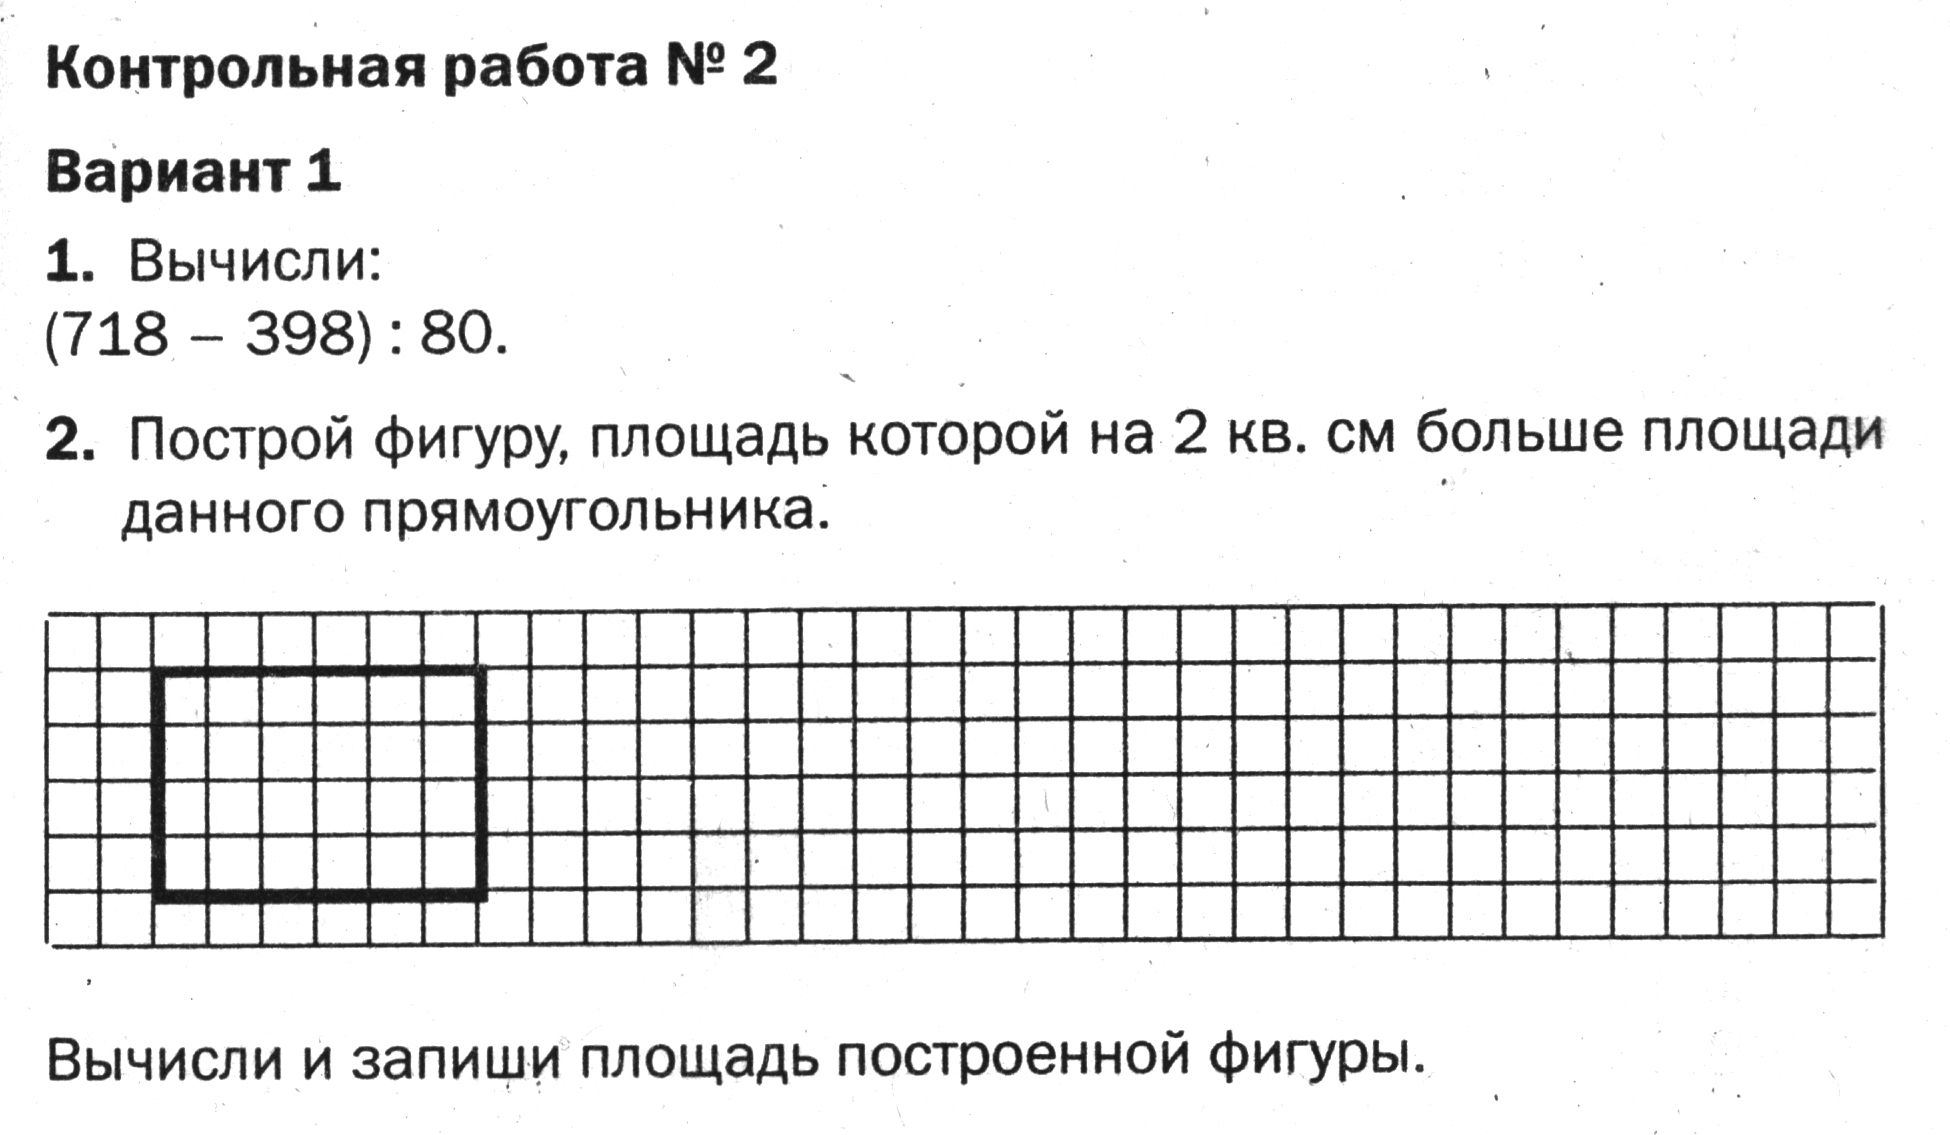 Контрольная работа № 2
Вариант 1
1. Вычисли:
(718 – 398) : 80.
2. Построй фигуру, площадь которой на 2 кв. см больше площади
данного прямоугольника.
Вычисли и запиши площадь построенной фигуры.